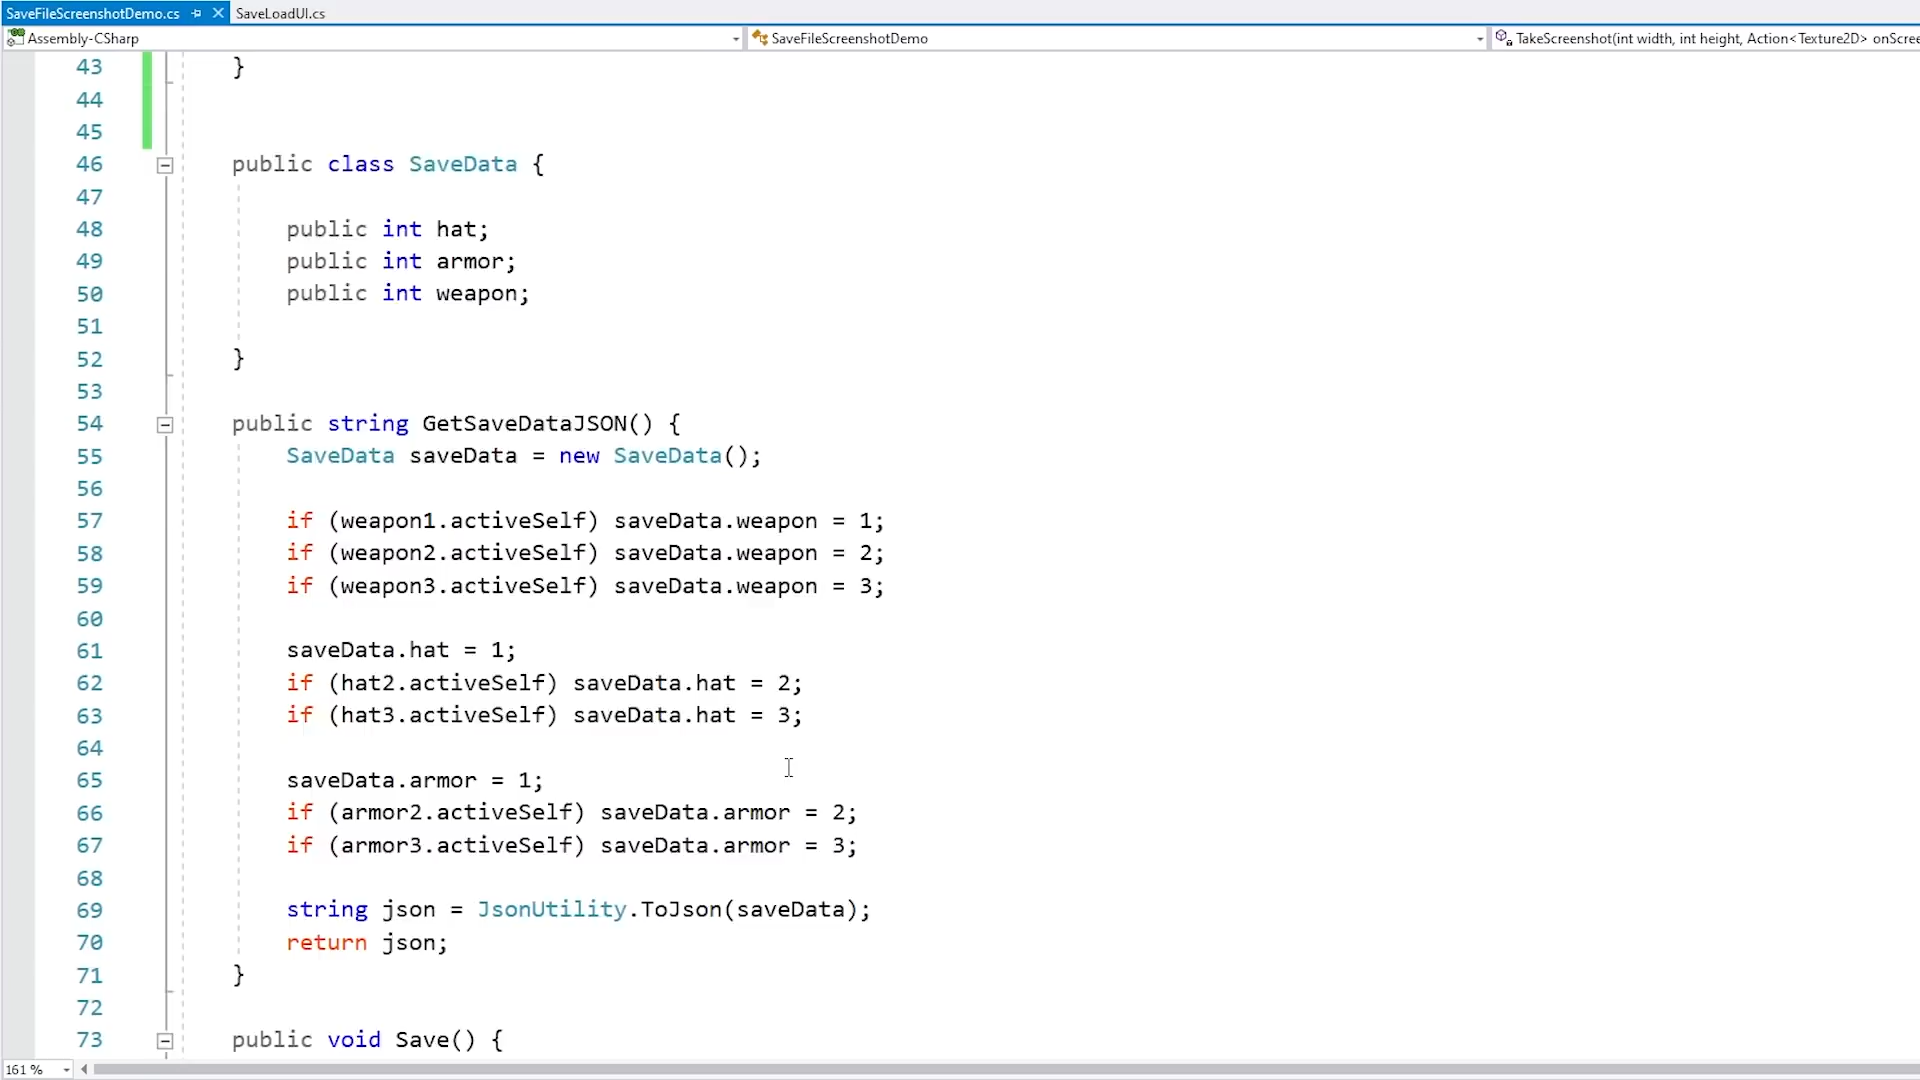 SaveFileScreenshotDemo.cs SaveLoadUI.cs
Assembly-CSharp SaveFileScreenshotDemo TakeScreenshot(int width, int height, Action<Texture2D> onScree
43 }
44
45
46 public class SaveData {
47
48 public int hat;
49 public int armor;
50 public int weapon;
51
52 }
53
54 public string GetSaveDataJSON() {
55 SaveData saveData = new SaveData();
56
57 if (weapon1.activeSelf) saveData.weapon = 1;
58 if (weapon2.activeSelf) saveData.weapon = 2;
59 if (weapon3.activeSelf) saveData.weapon = 3;
60
61 saveData.hat = 1;
62 if (hat2.activeSelf) saveData.hat = 2;
63 if (hat3.activeSelf) saveData.hat = 3;
64
65 saveData.armor = 1;
66 if (armor2.activeSelf) saveData.armor = 2;
67 if (armor3.activeSelf) saveData.armor = 3;
68
69 string json = JsonUtility.ToJson(saveData);
70 return json;
71 }
72
73 public void Save() {
161 %